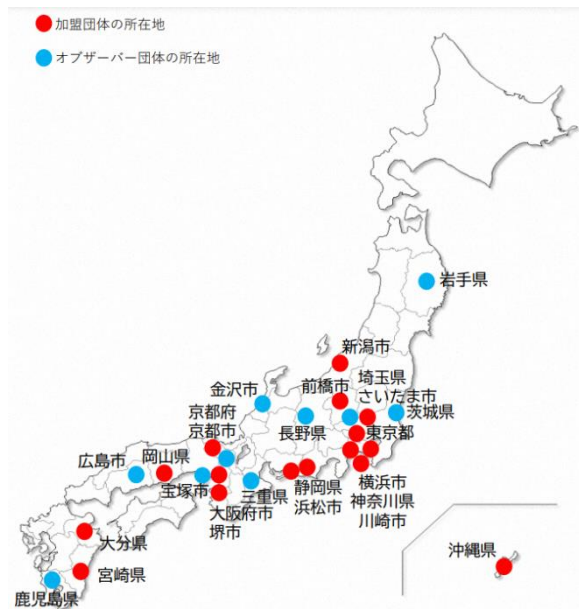 加盟団体の所在地
オブザーバー団体の所在地
岩手県
新潟市
金沢市
前橋市
埼玉県
さいたま市
茨城県
京都府
京都市
長野県
東京都
広島市
岡山県
宝塚市
三重県
静岡県
浜松市
横浜市
神奈川県
川崎市
大阪府市
堺市
大分県
宮崎県
鹿児島県
沖縄県